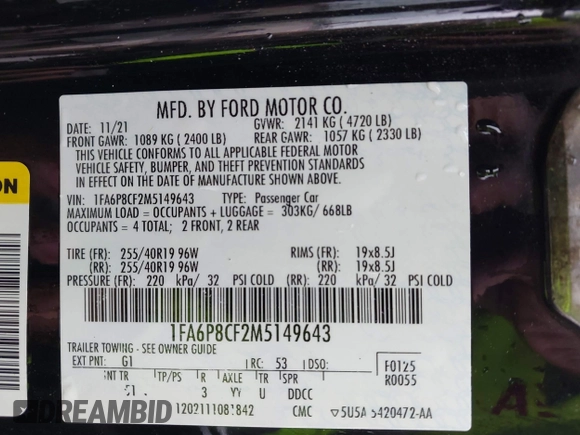 MFD. BY FORD MOTOR CO.
DATE: 11/21 GVWR: 2141 KG (4720 LB)
FRONT GAWR: 1089 KG (2400 LB) REAR GAWR: 1057 KG (2330 LB)
THIS VEHICLE CONFORMS TO ALL APPLICABLE FEDERAL MOTOR
VEHICLE SAFETY, BUMPER, AND THEFT PREVENTION STANDARDS
IN EFFECT ON THE DATE OF MANUFACTURE SHOWN ABOVE.
VIN: 1FA6P8CF2M5149643 TYPE: Passenger Car
MAXIMUM LOAD = OCCUPANTS + LUGGAGE = 303KG/ 668LB
OCCUPANTS = 4 TOTAL; 2 FRONT, 2 REAR
TIRE (FR): 255/40R19 96W RIMS (FR): 19x8.5J
(RR): 255/40R19 96W (RR): 19x8.5J
PRESSURE (FR): 220 kPa/ 32 PSI COLD (RR): 220 kPa/ 32 PSI COLD
1FA6P8CF2M5149643
TRAILER TOWING - SEE OWNER GUIDE
EXT PNT: G1 RC: 53 DSO: F0125
R0055
INT TR TP/PS R AXLE TR SPR
3 YY U DDCC
1202111081842 CMC 5U5A 5420472-AA
DREAMBID